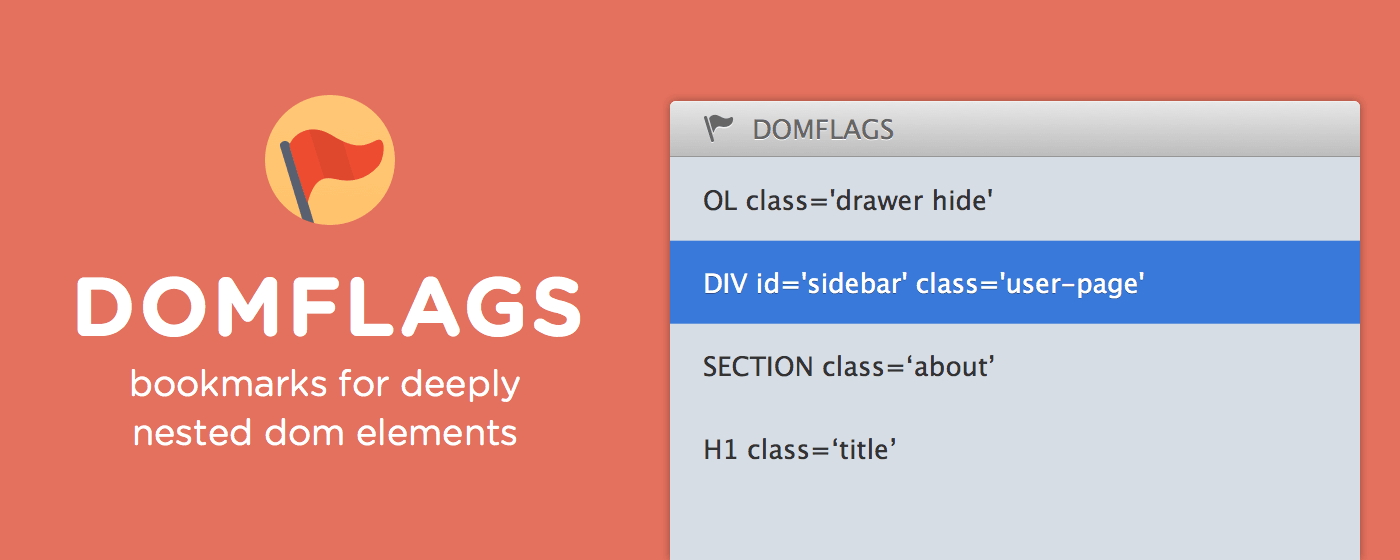 DOMFLAGS
bookmarks for deeply
nested dom elements
DOMFLAGS
OL class='drawer hide'
DIV id='sidebar' class='user-page'
SECTION class=‘about’
H1 class=‘title’